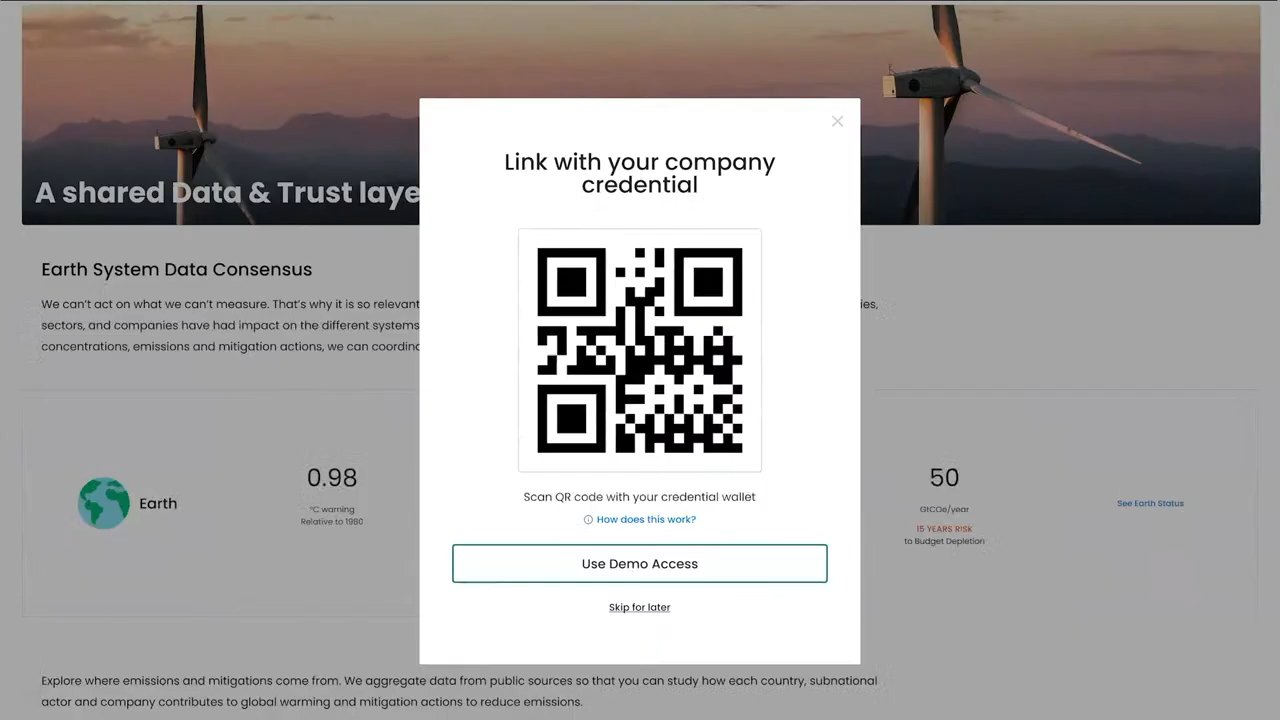 A shared Data & Trust laye
Link with your company
credential
Earth System Data Consensus
We can't act on what we can't measure. That's why it is so relevant
ies,
sectors, and companies have had impact on the different systems
concentrations, emissions and mitigation actions, we can coordina
Earth
0.98
°C warning
Relative to 1980
50
GtCOe/year
15 YEARS RISK
to Budget Depletion
See Earth Status
Scan QR code with your credential wallet
How does this work?
Use Demo Access
Skip for later
Explore where emissions and mitigations come from. We aggregate data from public sources so that you can study how each country, subnational
actor and company contributes to global warming and mitigation actions to reduce emissions.